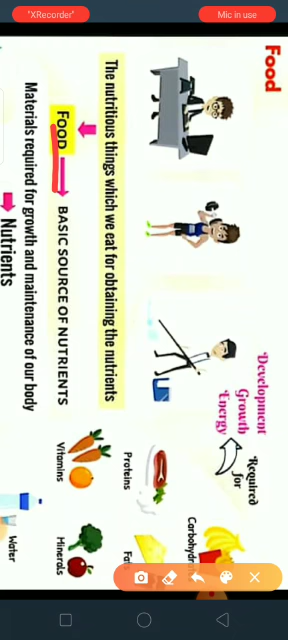 "XRecorder"
Mic in use
Food
Development
Growth
Energy
Required
for
The nutritious things which we eat for obtaining the nutrients
FOOD
BASIC SOURCE OF NUTRIENTS
Materials required for growth and maintenance of our body
Nutrients
Proteins
Vitamins
Minerals
Water